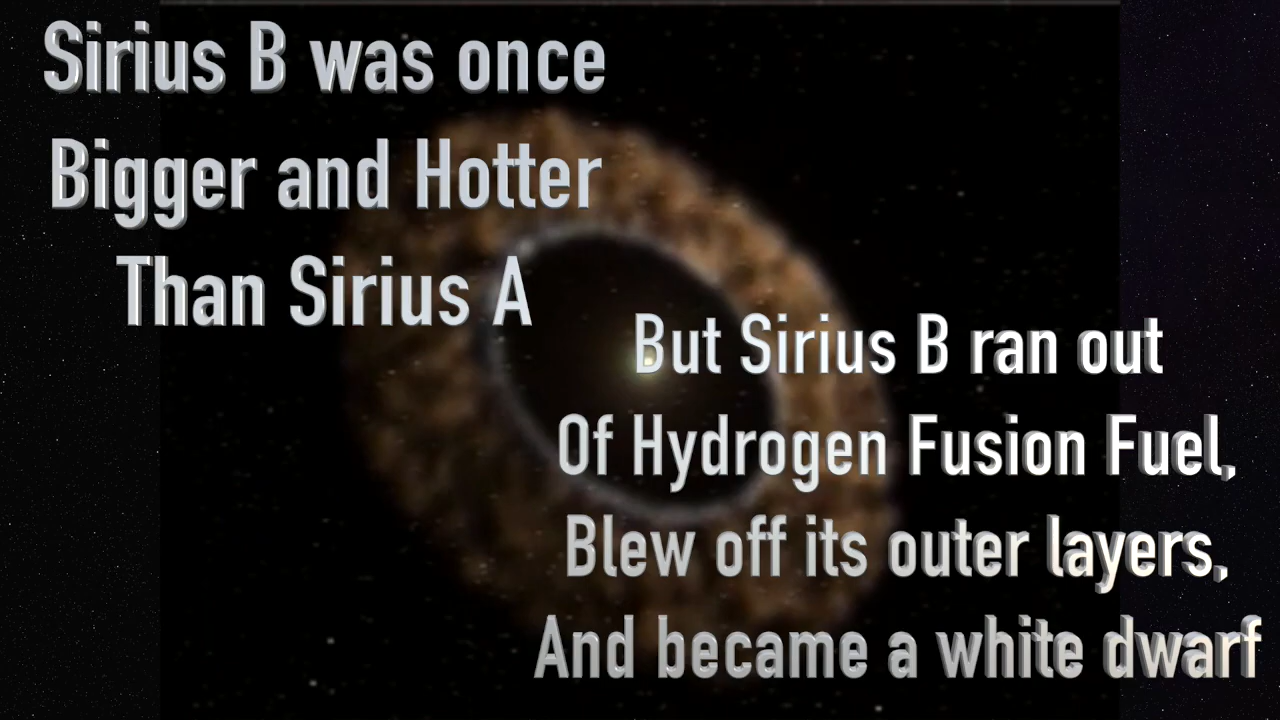 Sirius B was once
Bigger and Hotter
Than Sirius A
But Sirius B ran out
Of Hydrogen Fusion Fuel,
Blew off its outer layers,
And became a white dwarf